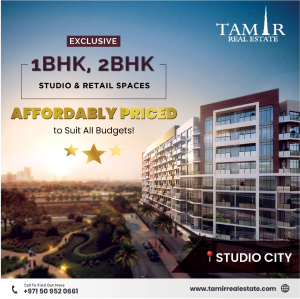 TAMIR
REAL ESTATE
EXCLUSIVE
1BHK, 2BHK
STUDIO & RETAIL SPACES
AFFORDABLY PRICED
to Suit All Budgets!
STUDIO CITY
Call To Find Out More
+971 50 952 0661
www.tamirrealestate.com